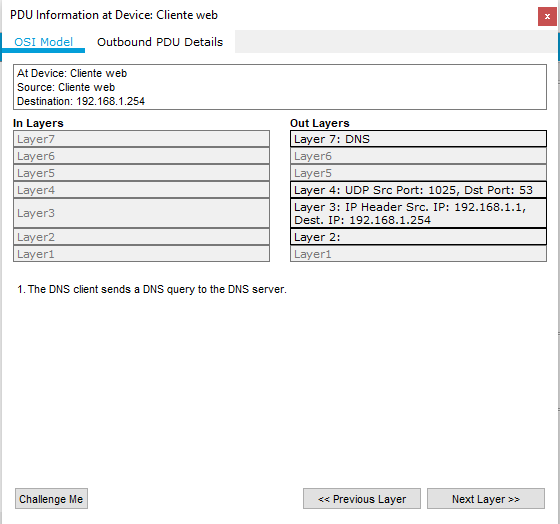 PDU Information at Device: Cliente web
x
OSI Model Outbound PDU Details
At Device: Cliente web
Source: Cliente web
Destination: 192.168.1.254
In Layers Out Layers
Layer7 Layer 7: DNS
Layer6 Layer6
Layer5 Layer5
Layer4 Layer 4: UDP Src Port: 1025, Dst Port: 53
Layer3 Layer 3: IP Header Src. IP: 192.168.1.1,
Dest. IP: 192.168.1.254
Layer2 Layer 2:
Layer1 Layer1
1. The DNS client sends a DNS query to the DNS server.
Challenge Me << Previous Layer Next Layer >>